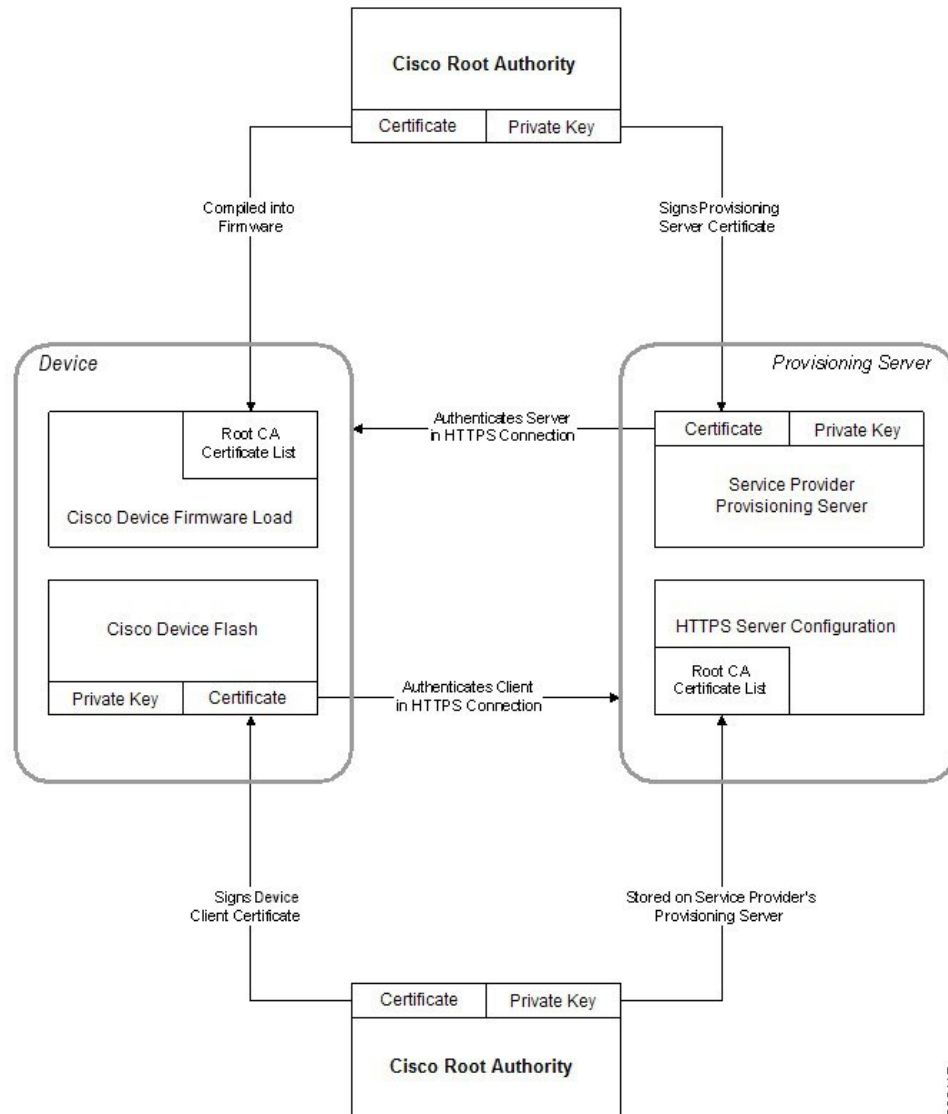 Cisco Root Authority
Certificate
Private Key
Compiled into
Firmware
Signs Provisioning
Server Certificate
Device
Provisioning Server
Root CA
Certificate List
Cisco Device Firmware Load
Authenticates Server
in HTTPS Connection
Certificate
Private Key
Service Provider
Provisioning Server
Cisco Device Flash
Private Key
Certificate
Authenticates Client
in HTTPS Connection
HTTPS Server Configuration
Root CA
Certificate List
Signs Device
Client Certificate
Stored on Service Provider's
Provisioning Server
Certificate
Private Key
Cisco Root Authority